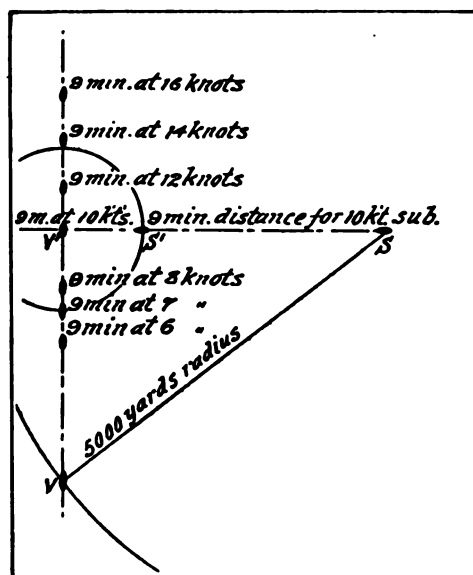 9 min. at 16 knots
9 min. at 14 knots
9 min. at 12 knots
9 m. at 10 kts. 9 min. distance for 10 kt. sub.
V' S' S
9 min at 8 knots
9 min at 7 "
9 min at 6 "
5000 yards radius
V